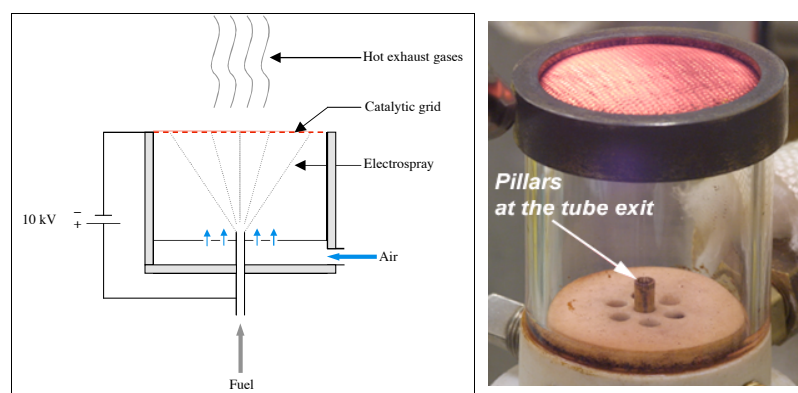 Hot exhaust gases
Catalytic grid
Electrospray
10 kV
−
+
Air
Fuel
Pillars
at the tube exit